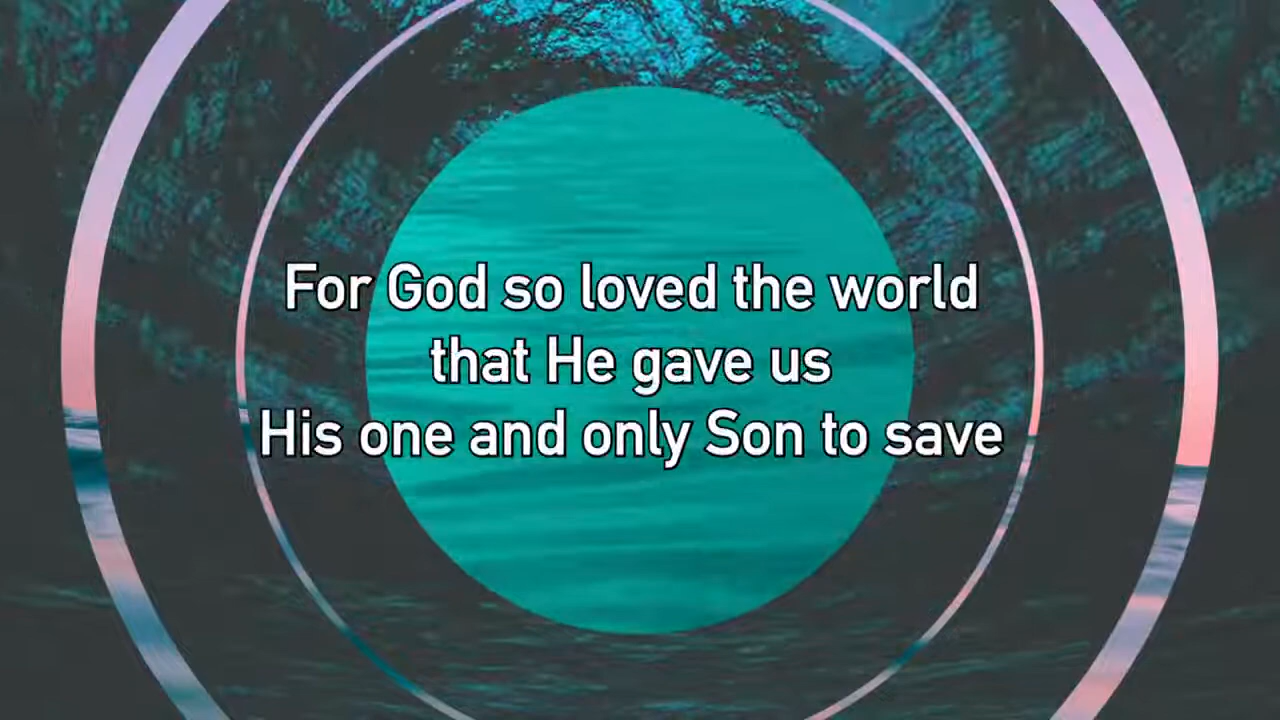 For God so loved the world
that He gave us
His one and only Son to save